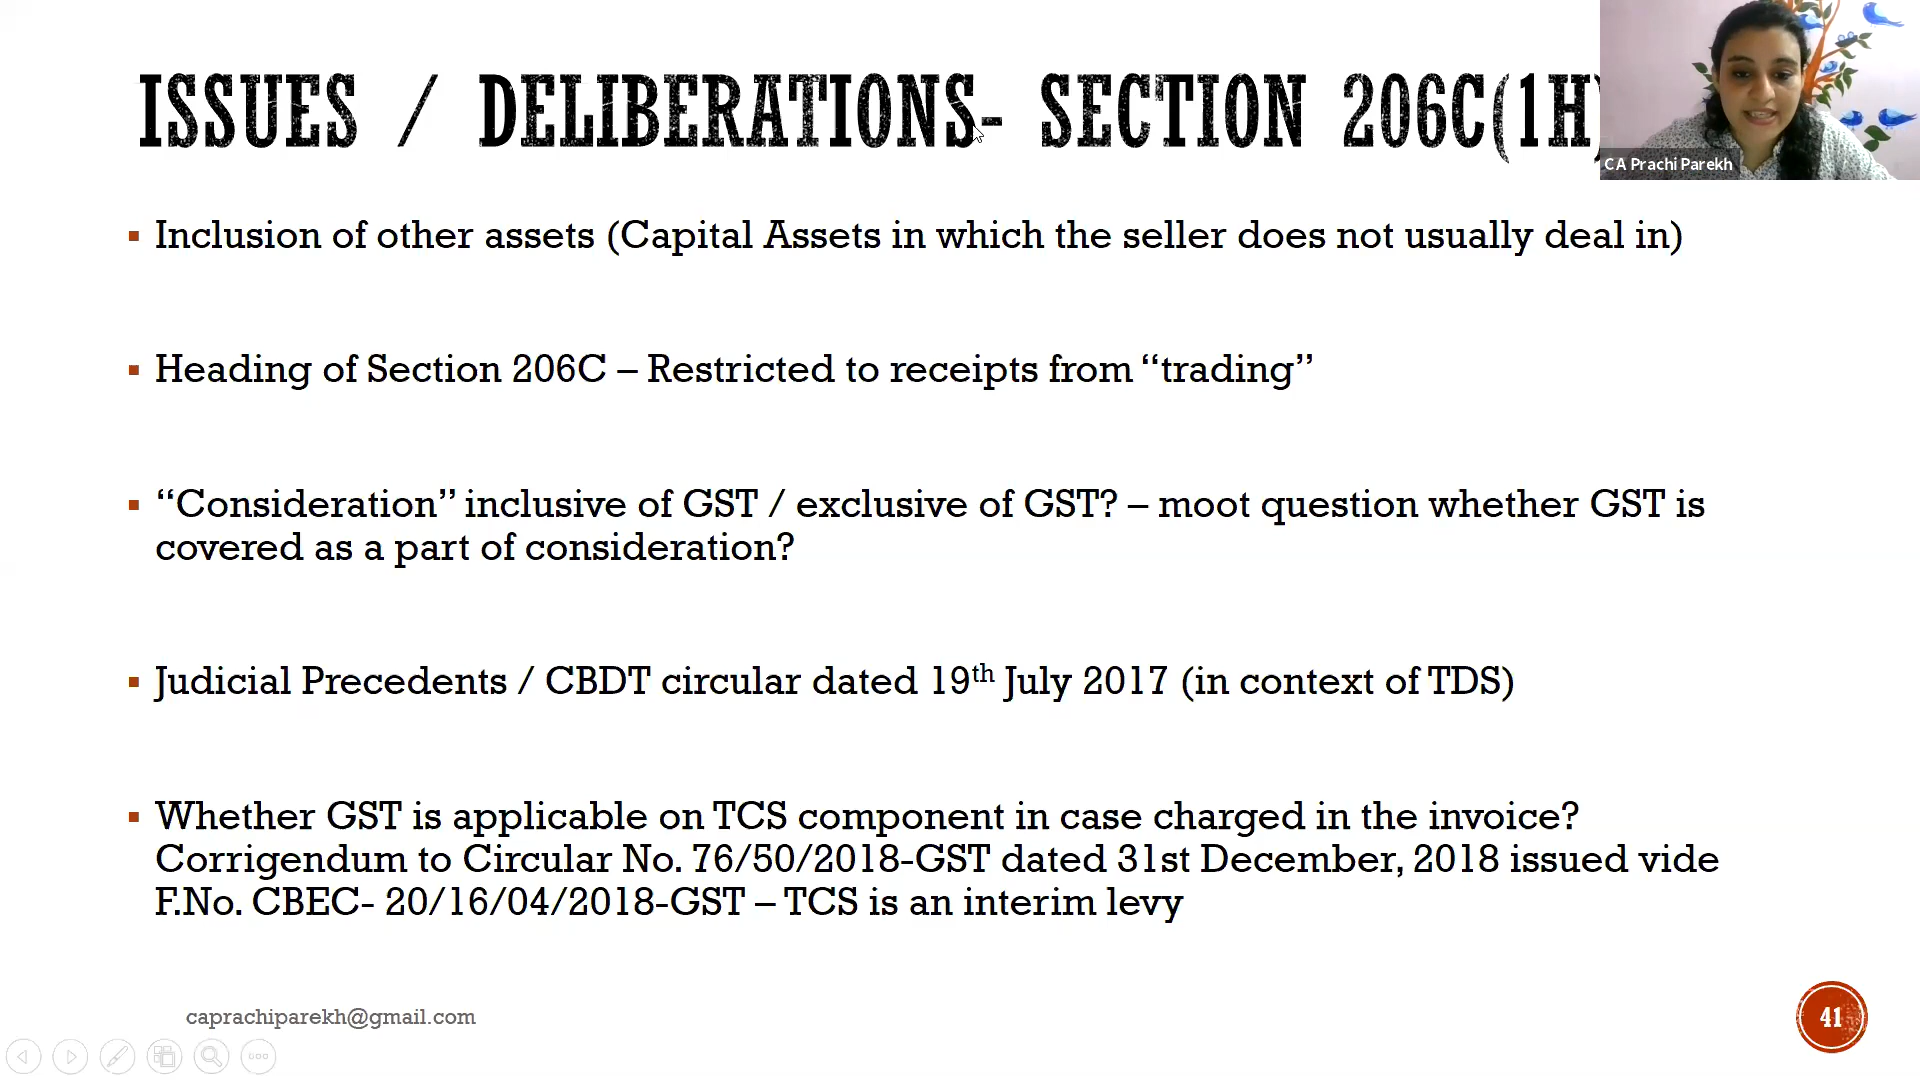 ISSUES / DELIBERATIONS- SECTION 206C(1H)
CA Prachi Parekh
▪ Inclusion of other assets (Capital Assets in which the seller does not usually deal in)
▪ Heading of Section 206C – Restricted to receipts from “trading”
▪ “Consideration” inclusive of GST / exclusive of GST? – moot question whether GST is
covered as a part of consideration?
▪ Judicial Precedents / CBDT circular dated 19th July 2017 (in context of TDS)
▪ Whether GST is applicable on TCS component in case charged in the invoice?
Corrigendum to Circular No. 76/50/2018-GST dated 31st December, 2018 issued vide
F.No. CBEC- 20/16/04/2018-GST – TCS is an interim levy
caprachiparekh@gmail.com
41